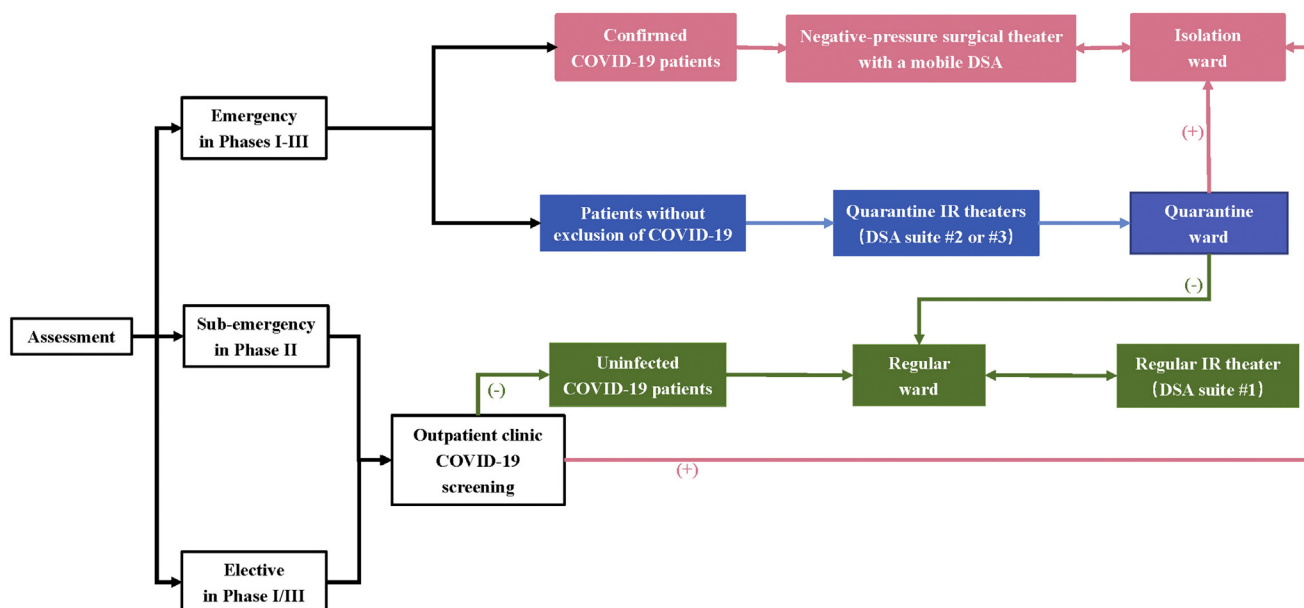 Confirmed
COVID-19 patients
Negative-pressure surgical theater
with a mobile DSA
Isolation
ward
Emergency
in Phases I-III
(+)
Patients without
exclusion of COVID-19
Quarantine IR theaters
(DSA suite #2 or #3)
Quarantine
ward
(-)
Assessment
Sub-emergency
in Phase II
Uninfected
COVID-19 patients
Regular
ward
Regular IR theater
(DSA suite #1)
(-)
Outpatient clinic
COVID-19
screening
(+)
Elective
in Phase I/III